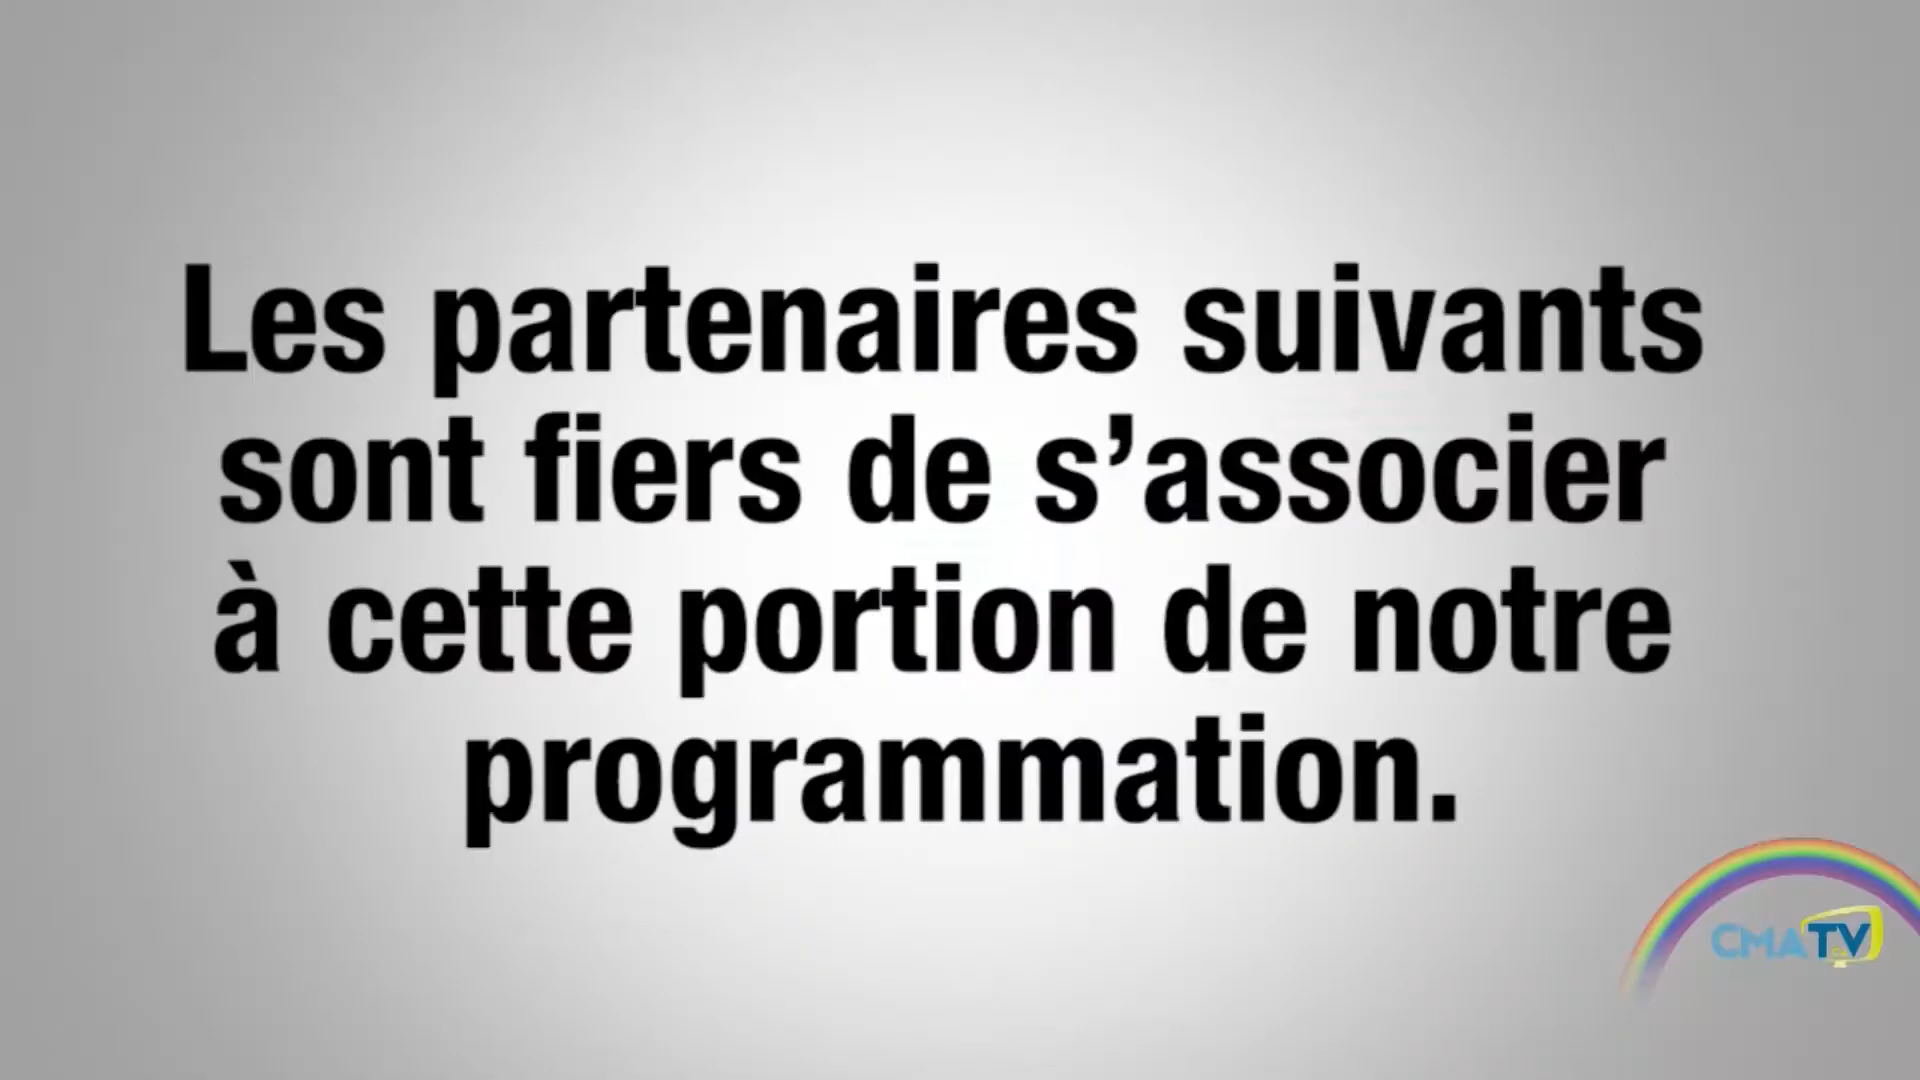 Les partenaires suivants
sont fiers de s’associer
à cette portion de notre
programmation.
CMATV